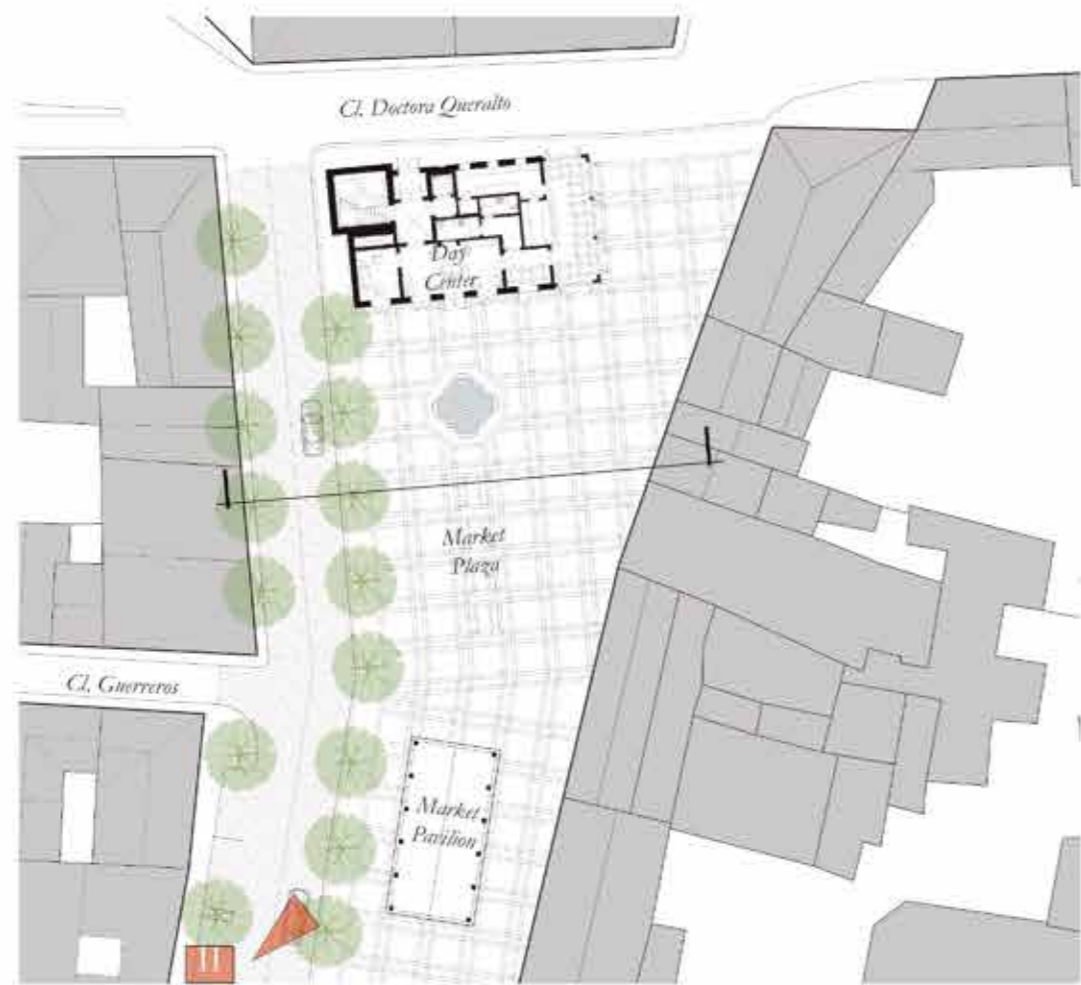 Cl. Doctora Queralto
Day
Center
Market
Plaza
Cl. Guerreros
Market
Pavilion
11